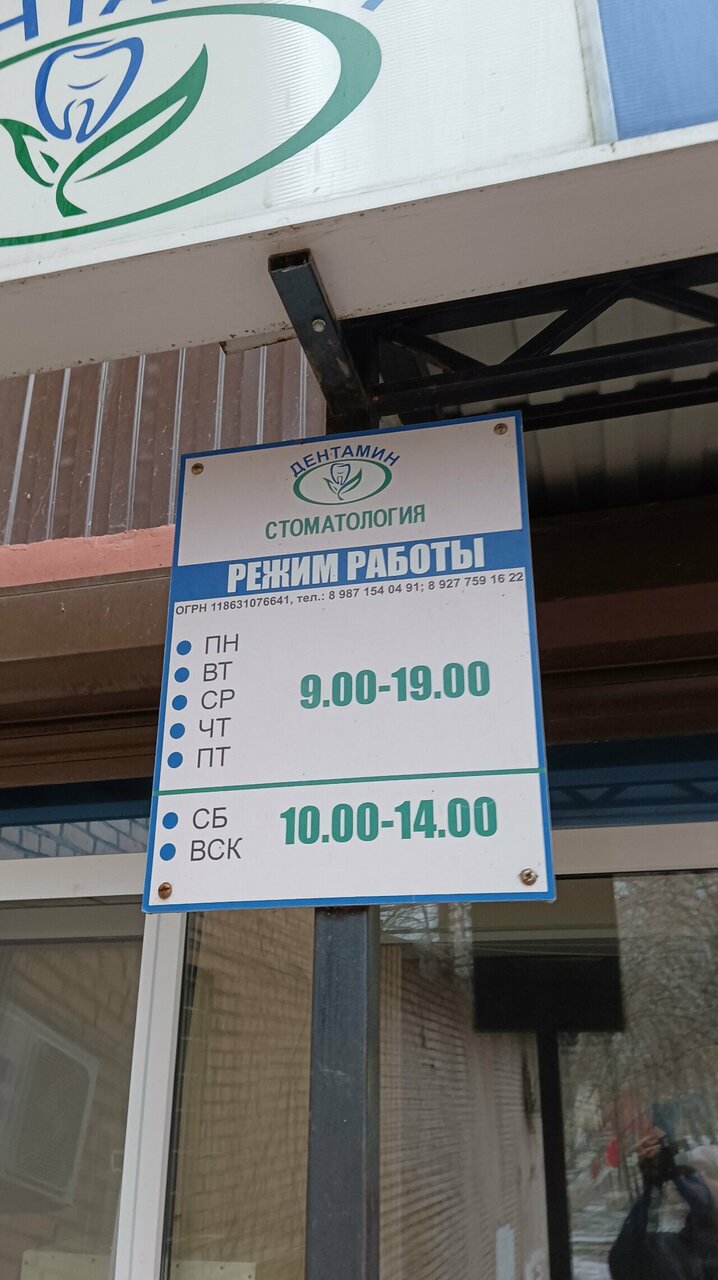 ДЕНТАМИН
СТОМАТОЛОГИЯ
РЕЖИМ РАБОТЫ
ОГРН 118631076641, тел.: 8 987 154 04 91; 8 927 759 16 22
ПН
ВТ
СР
ЧТ
ПТ
9.00-19.00
СБ
ВСК
10.00-14.00